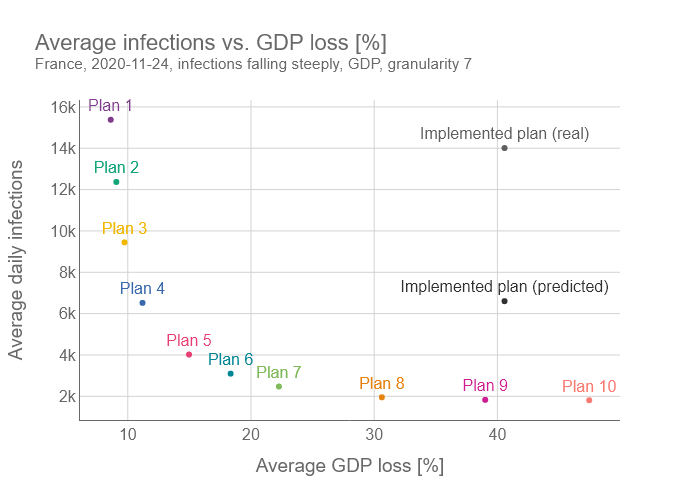 Average infections vs. GDP loss [%]
France, 2020-11-24, infections falling steeply, GDP, granularity 7
16k
Plan 1
Implemented plan (real)
14k
Plan 2
12k
Plan 3
10k
8k
Plan 4
Implemented plan (predicted)
6k
Plan 5
4k
Plan 6
Plan 7
Plan 8
Plan 9
Plan 10
2k
10
20
30
40
Average daily infections
Average GDP loss [%]